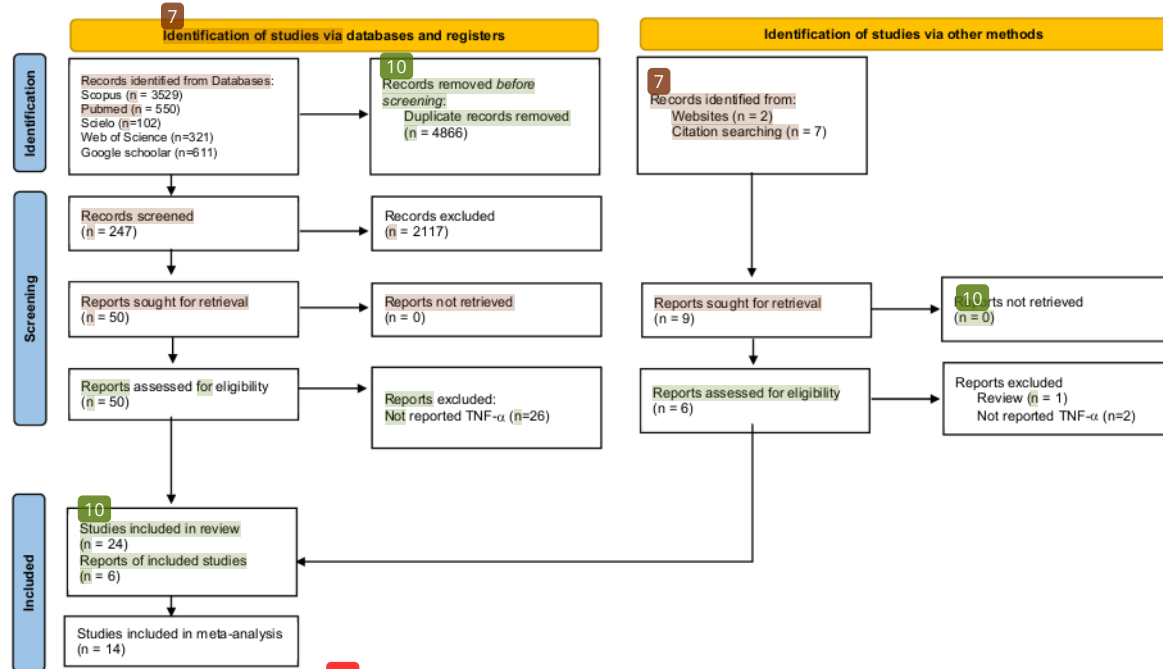 7
Identification of studies via databases and registers
Identification of studies via other methods
Identification
Records identified from Databases:
Scopus (n = 3529)
Pubmed (n = 550)
Scielo (n=102)
Web of Science (n=321)
Google schoolar (n=611)
10
Records removed before
screening:
Duplicate records removed
(n = 4866)
7
Records identified from:
Websites (n = 2)
Citation searching (n = 7)
Screening
Records screened
(n = 247)
Records excluded
(n = 2117)
Reports sought for retrieval
(n = 50)
Reports not retrieved
(n = 0)
Reports sought for retrieval
(n = 9)
10
Reports not retrieved
(n = 0)
Reports assessed for eligibility
(n = 50)
Reports excluded:
Not reported TNF-α (n=26)
Reports assessed for eligibility
(n = 6)
Reports excluded
Review (n = 1)
Not reported TNF-α (n=2)
Included
10
Studies included in review
(n = 24)
Reports of included studies
(n = 6)
Studies included in meta-analysis
(n = 14)